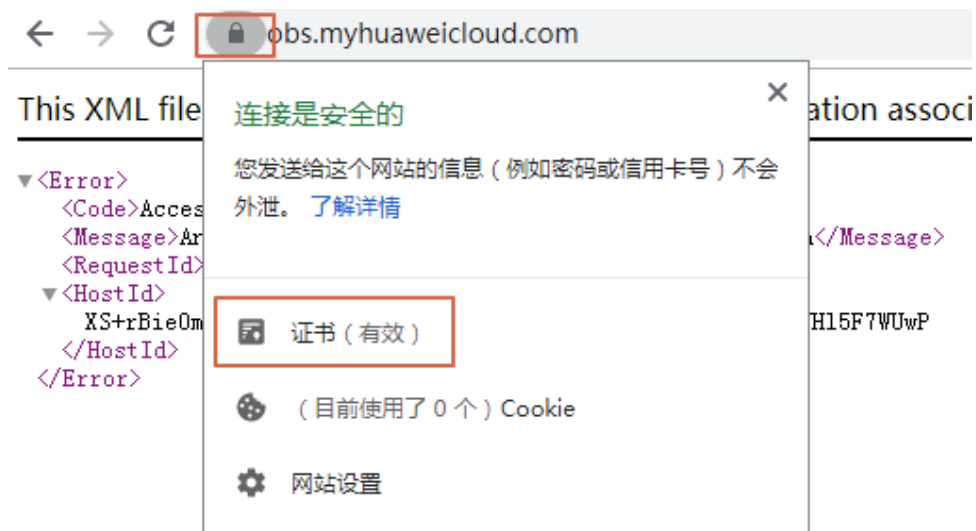 obs.myhuaweicloud.com
This XML file
ation associ
连接是安全的
您发送给这个网站的信息（例如密码或信用卡号）不会
外泄。 了解详情
<Error>
<Code>Acces
<Message>Ar
</Message>
<RequestId>
<HostId>
XS+rBieOm
Hl5F7WUwP
</HostId>
</Error>
证书（有效）
（目前使用了 0 个）Cookie
网站设置